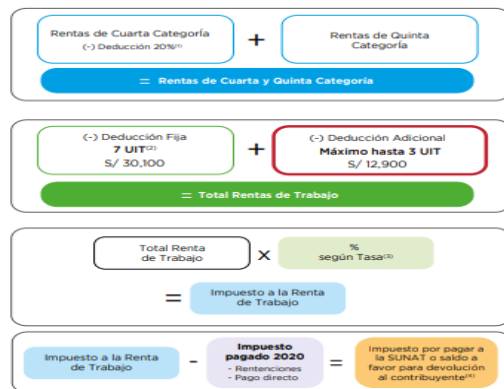 Rentas de Cuarta Categoría
(-) Deducción 20%⁽¹⁾
+
Rentas de Quinta
Categoría
= Rentas de Cuarta y Quinta Categoría
(-) Deducción Fija
7 UIT⁽²⁾
S/ 30,100
+
(-) Deducción Adicional
Máximo hasta 3 UIT
S/ 12,900
= Total Rentas de Trabajo
Total Renta
de Trabajo
X
%
según Tasa⁽³⁾
=
Impuesto a la Renta
de Trabajo
Impuesto a la Renta
de Trabajo
-
Impuesto
pagado 2020
- Rentenciones
- Pago directo
=
Impuesto por pagar a
la SUNAT o saldo a
favor para devolución
al contribuyente⁽⁴⁾